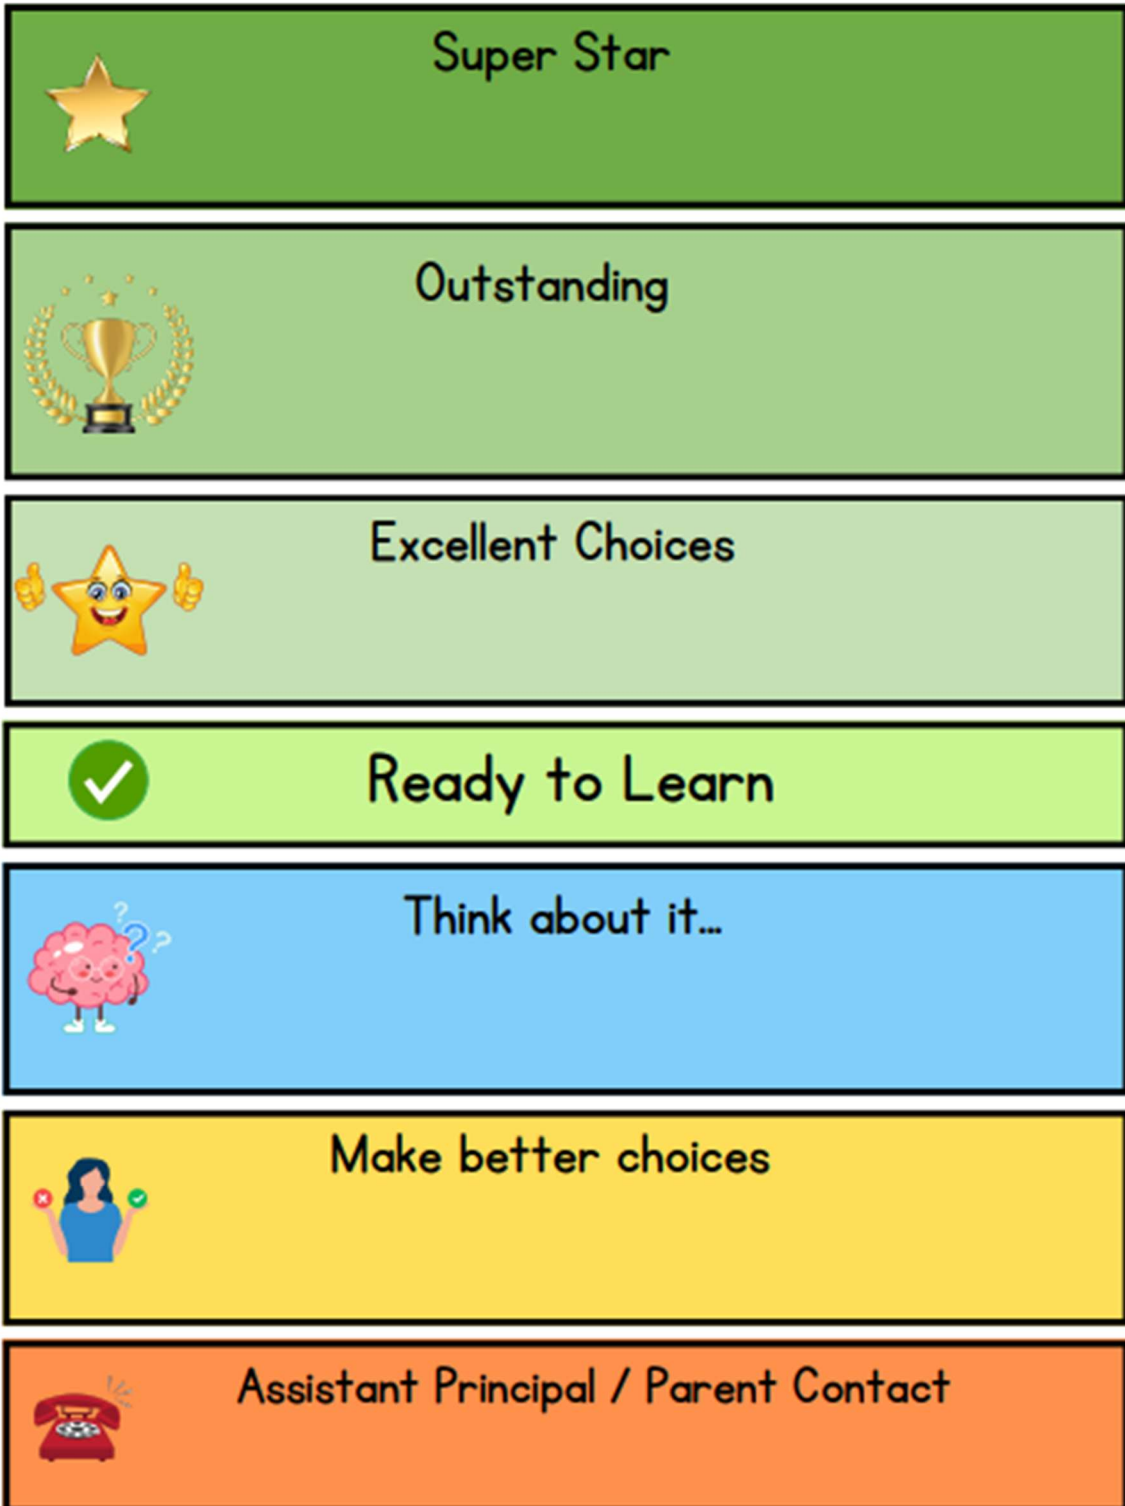 Super Star
Outstanding
Excellent Choices
Ready to Learn
Think about it...
Make better choices
Assistant Principal / Parent Contact